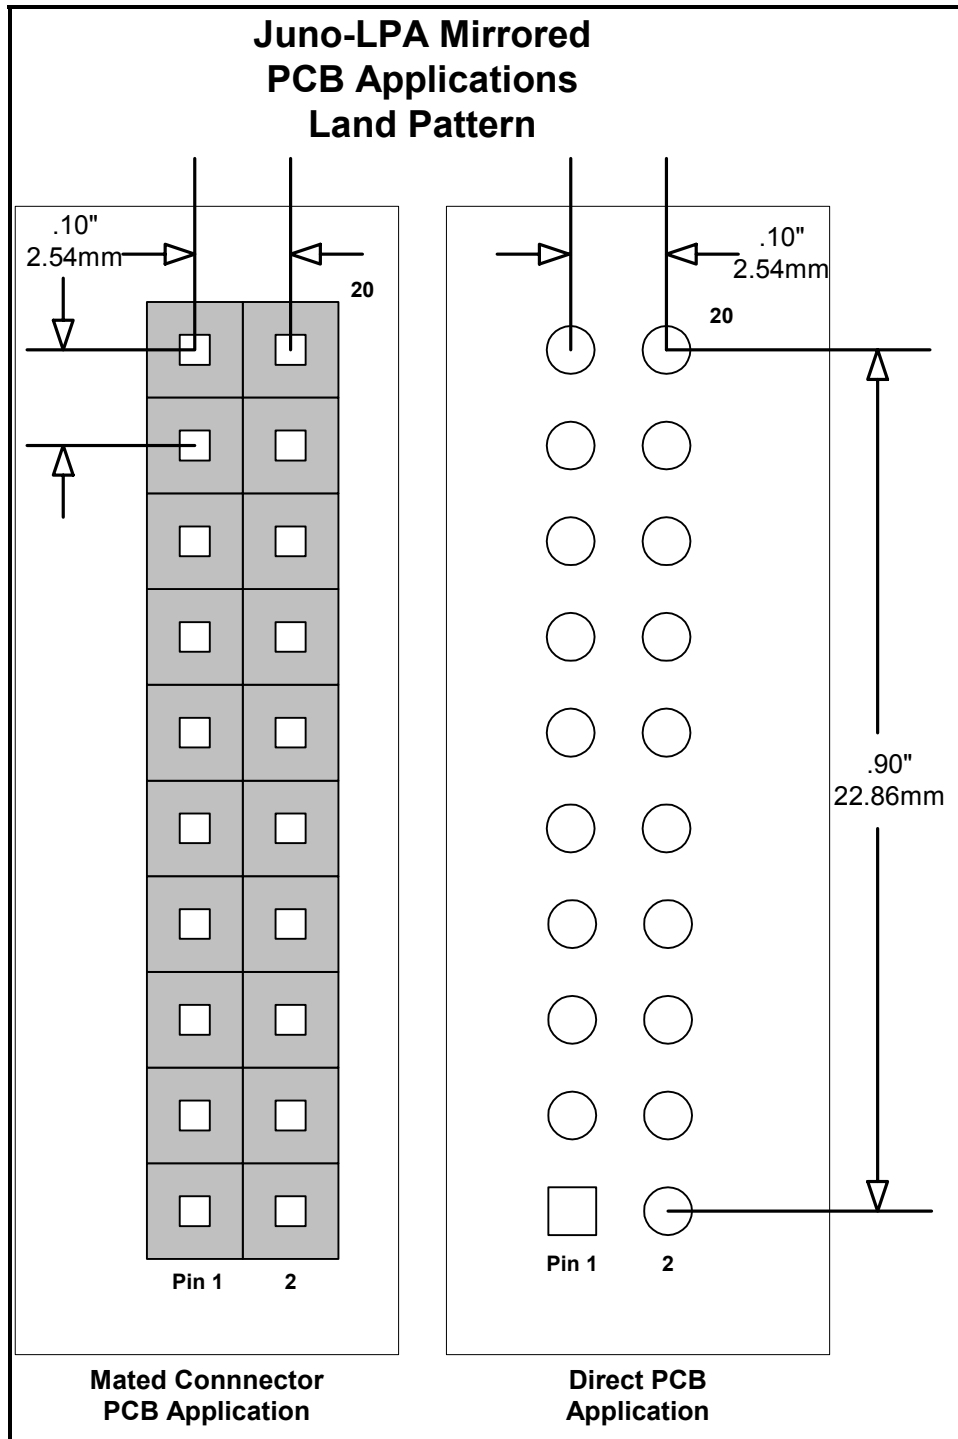 Juno-LPA Mirrored
PCB Applications
Land Pattern
.10"
2.54mm
20
Pin 1 2
Mated Connnector
PCB Application
.10"
2.54mm
20
.90"
22.86mm
Pin 1 2
Direct PCB
Application